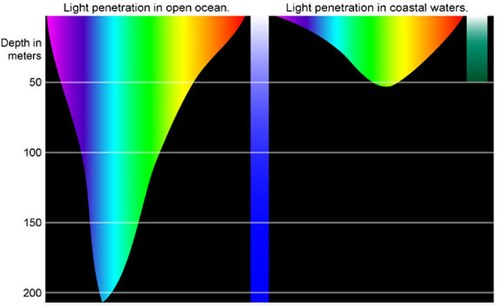 Light penetration in open ocean.
Light penetration in coastal waters.
Depth in
meters
50
100
150
200